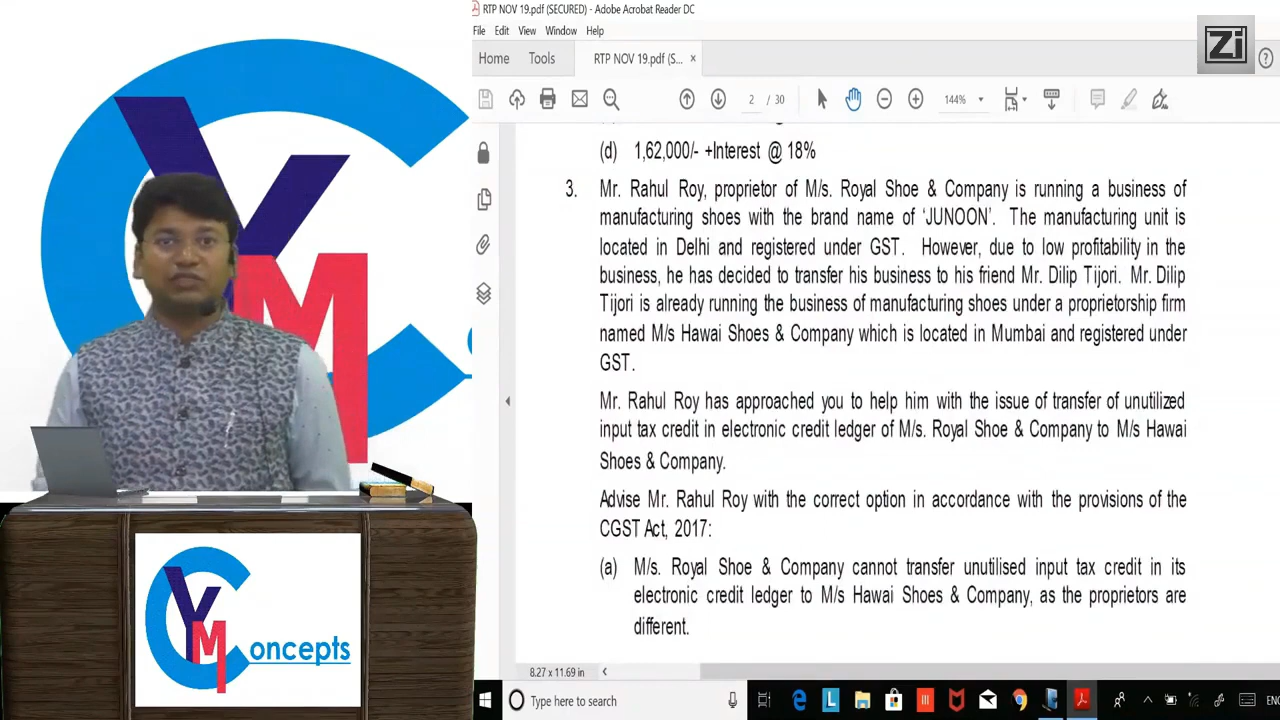 RTP NOV 19.pdf (SECURED) - Adobe Acrobat Reader DC
File Edit View Window Help
Home Tools RTP NOV 19.pdf (S... ×
Zi
2 / 30 144%
(d) 1,62,000/- +Interest @ 18%
3. Mr. Rahul Roy, proprietor of M/s. Royal Shoe & Company is running a business of
manufacturing shoes with the brand name of ‘JUNOON’. The manufacturing unit is
located in Delhi and registered under GST. However, due to low profitability in the
business, he has decided to transfer his business to his friend Mr. Dilip Tijori. Mr. Dilip
Tijori is already running the business of manufacturing shoes under a proprietorship firm
named M/s Hawai Shoes & Company which is located in Mumbai and registered under
GST.
Mr. Rahul Roy has approached you to help him with the issue of transfer of unutilized
input tax credit in electronic credit ledger of M/s. Royal Shoe & Company to M/s Hawai
Shoes & Company.
Advise Mr. Rahul Roy with the correct option in accordance with the provisions of the
CGST Act, 2017:
(a) M/s. Royal Shoe & Company cannot transfer unutilised input tax credit in its
electronic credit ledger to M/s Hawai Shoes & Company, as the proprietors are
different.
8.27 x 11.69 in
Type here to search
YM
YM
Concepts